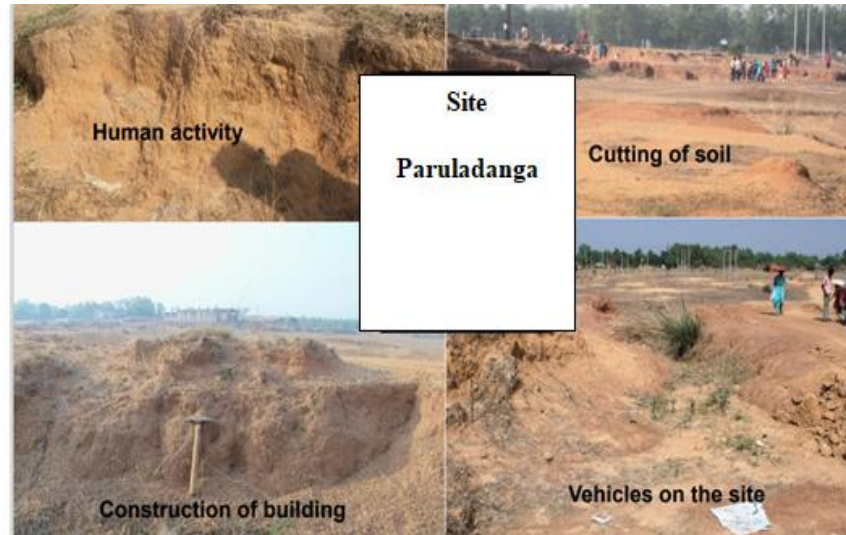 Human activity
Site
Paruladanga
Cutting of soil
Construction of building
Vehicles on the site